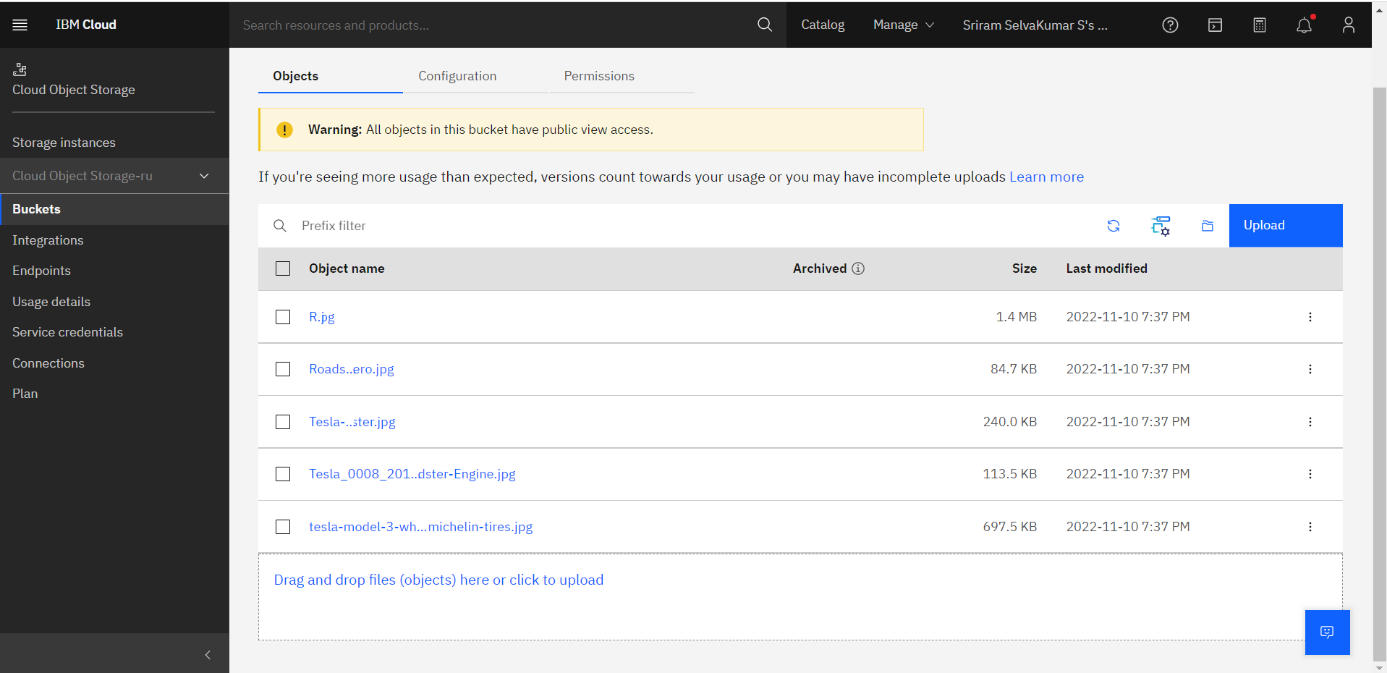 IBM Cloud
Search resources and products...
Catalog
Manage
Sriram SelvaKumar S's ...
Cloud Object Storage
Storage instances
Cloud Object Storage-ru
Buckets
Integrations
Endpoints
Usage details
Service credentials
Connections
Plan
Objects
Configuration
Permissions
Warning: All objects in this bucket have public view access.
If you're seeing more usage than expected, versions count towards your usage or you may have incomplete uploads Learn more
Prefix filter
Upload
Object name Archived Size Last modified
R.jpg 1.4 MB 2022-11-10 7:37 PM
Roads..ero.jpg 84.7 KB 2022-11-10 7:37 PM
Tesla-..ster.jpg 240.0 KB 2022-11-10 7:37 PM
Tesla_0008_201..dster-Engine.jpg 113.5 KB 2022-11-10 7:37 PM
tesla-model-3-wh...michelin-tires.jpg 697.5 KB 2022-11-10 7:37 PM
Drag and drop files (objects) here or click to upload